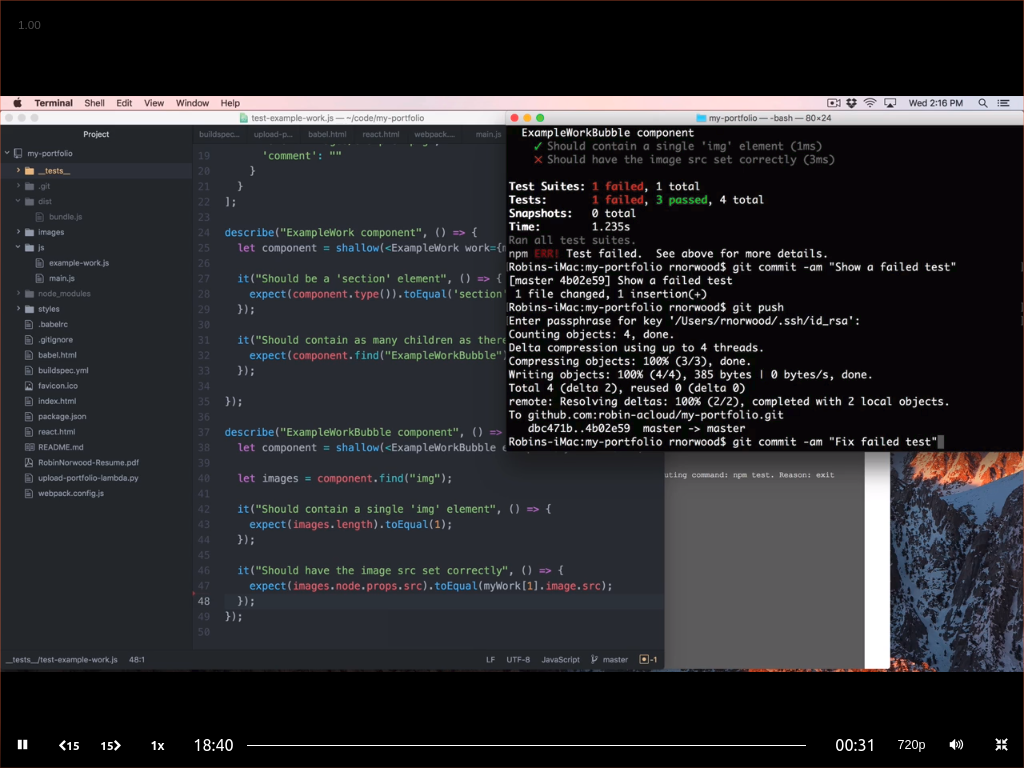 1.00
Terminal Shell Edit View Window Help
Wed 2:16 PM
test-example-work.js — ~/code/my-portfolio
Project
buildspec... upload-p... babel.html react.html webpack.... main.js
my-portfolio
__tests__
.git
dist
bundle.js
images
js
example-work.js
main.js
node_modules
styles
.babelrc
.gitignore
babel.html
buildspec.yml
favicon.ico
index.html
package.json
react.html
README.md
RobinNorwood-Resume.pdf
upload-portfolio-lambda.py
webpack.config.js
19 'comment': ""
20 }
21 }
22 ];
23
24 describe("ExampleWork component", () => {
25 let component = shallow(<ExampleWork work={
26
27 it("Should be a 'section' element", () => {
28 expect(component.type()).toEqual('section
29 });
30
31 it("Should contain as many children as there
32 expect(component.find("ExampleWorkBubble"
33 });
34
35 });
36
37 describe("ExampleWorkBubble component", () =>
38 let component = shallow(<ExampleWorkBubble
39
40 let images = component.find("img");
41
42 it("Should contain a single 'img' element", () => {
43 expect(images.length).toEqual(1);
44 });
45
46 it("Should have the image src set correctly", () => {
47 expect(images.node.props.src).toEqual(myWork[1].image.src);
48 });
49 });
50
__tests__/test-example-work.js 48:1
LF UTF-8 JavaScript master -1
my-portfolio — -bash — 80×24
ExampleWorkBubble component
✓ Should contain a single 'img' element (1ms)
✕ Should have the image src set correctly (3ms)
Test Suites: 1 failed, 1 total
Tests: 1 failed, 3 passed, 4 total
Snapshots: 0 total
Time: 1.235s
Ran all test suites.
npm ERR! Test failed. See above for more details.
Robins-iMac:my-portfolio rnorwood$ git commit -am "Show a failed test"
[master 4b02e59] Show a failed test
1 file changed, 1 insertion(+)
Robins-iMac:my-portfolio rnorwood$ git push
Enter passphrase for key '/Users/rnorwood/.ssh/id_rsa':
Counting objects: 4, done.
Delta compression using up to 4 threads.
Compressing objects: 100% (3/3), done.
Writing objects: 100% (4/4), 385 bytes | 0 bytes/s, done.
Total 4 (delta 2), reused 0 (delta 0)
remote: Resolving deltas: 100% (2/2), completed with 2 local objects.
To github.com:robin-acloud/my-portfolio.git
dbc471b..4b02e59 master -> master
Robins-iMac:my-portfolio rnorwood$ git commit -am "Fix failed test"
uting command: npm test. Reason: exit
15 15 1x 18:40 00:31 720p